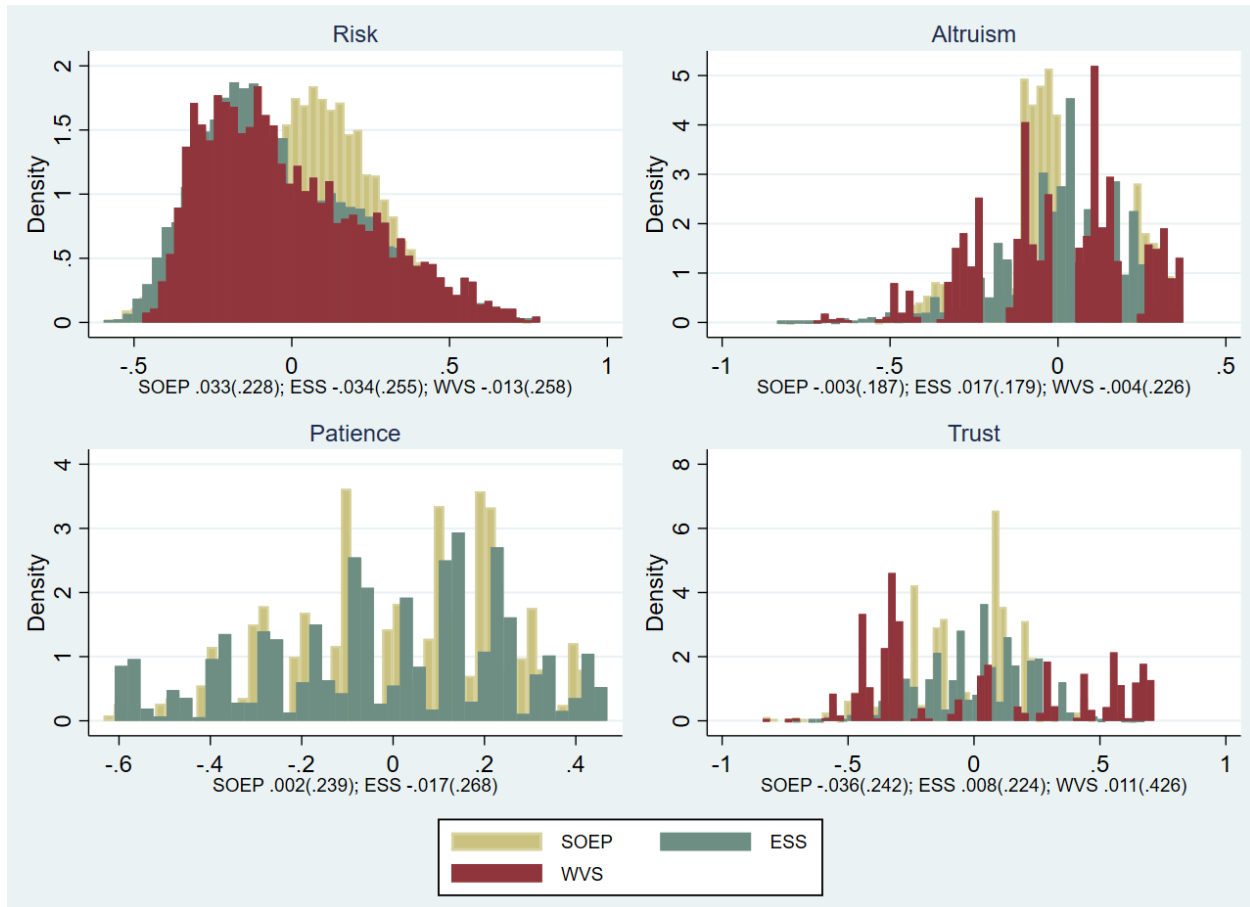 Risk
Density
0 .5 1 1.5 2
-.5 0 .5 1
SOEP .033(.228); ESS -.034(.255); WVS -.013(.258)
Altruism
Density
0 1 2 3 4 5
-1 -.5 0 .5
SOEP -.003(.187); ESS .017(.179); WVS -.004(.226)
Patience
Density
0 1 2 3 4
-.6 -.4 -.2 0 .2 .4
SOEP .002(.239); ESS -.017(.268)
Trust
Density
0 2 4 6 8
-1 -.5 0 .5 1
SOEP -.036(.242); ESS .008(.224); WVS .011(.426)
SOEP ESS
WVS